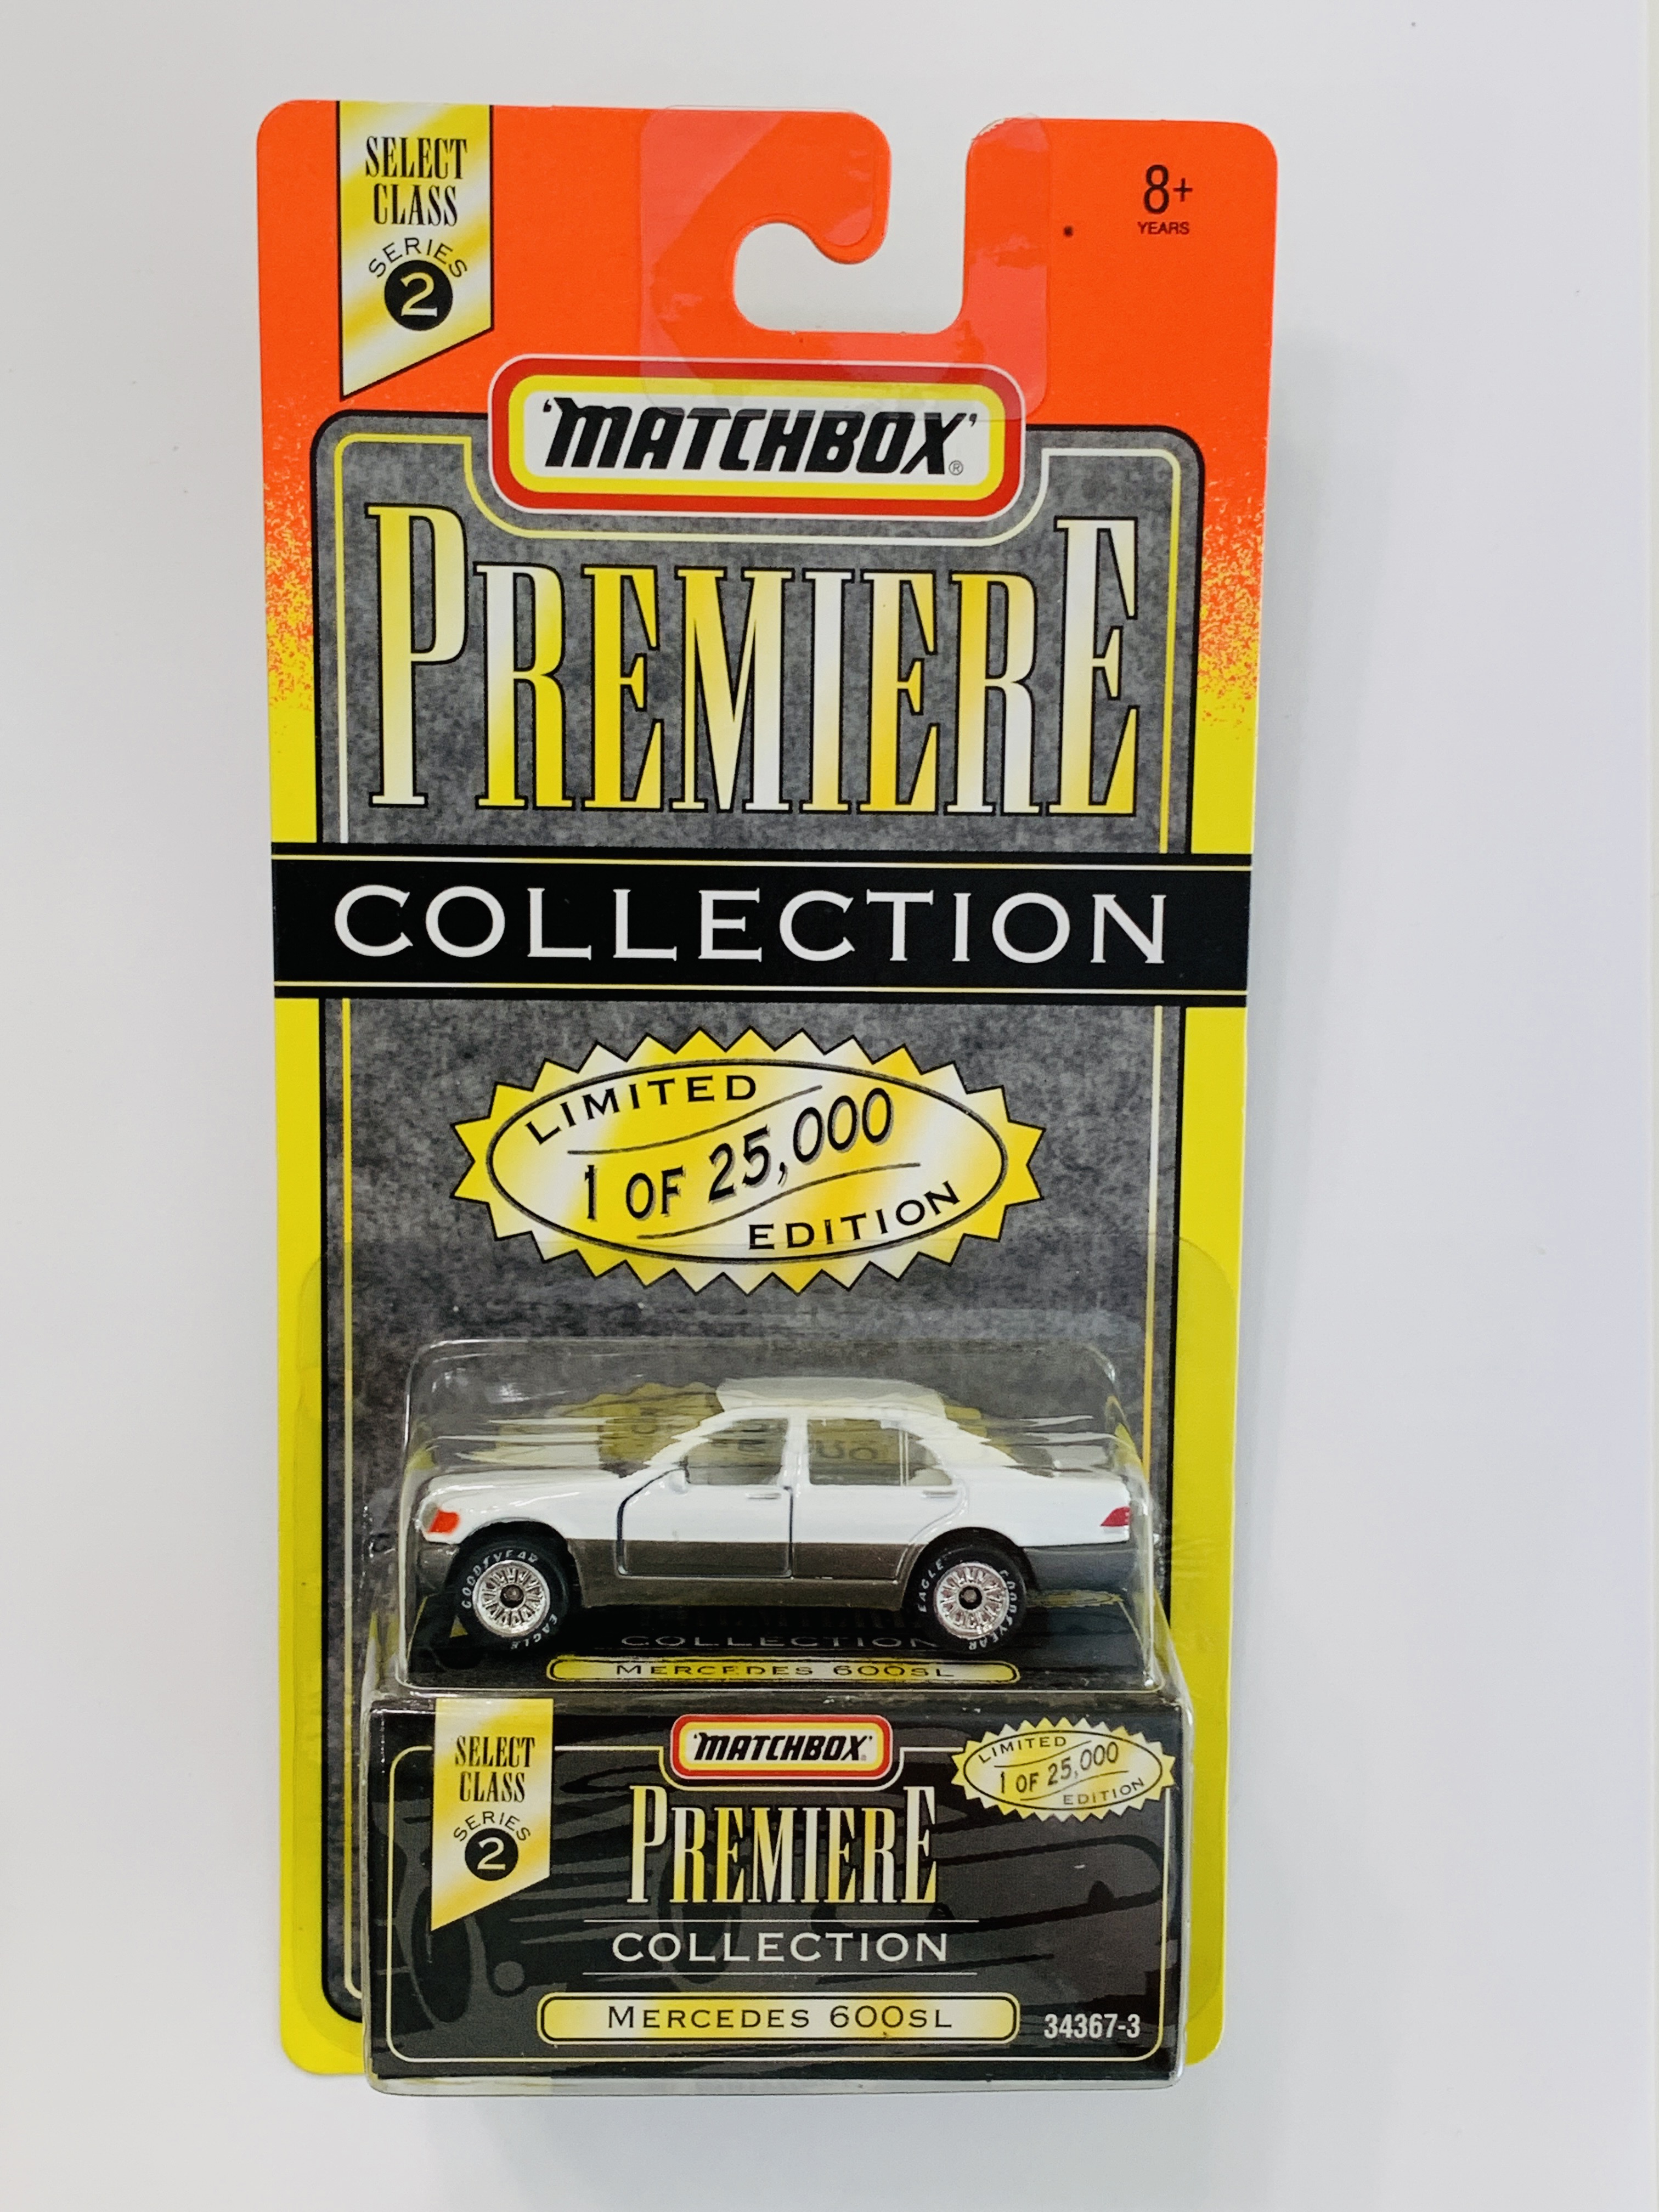 SELECT
CLASS
SERIES
2
8+
YEARS
'MATCHBOX'®
PREMIERE
COLLECTION
LIMITED
1 OF 25,000
EDITION
GOODYEAR
EAGLE
EAGLE
GOODYEAR
COLLECTION
MERCEDES 600SL
SELECT
CLASS
SERIES
2
'MATCHBOX'
LIMITED
1 OF 25,000
EDITION
PREMIERE
COLLECTION
MERCEDES 600SL
34367-3